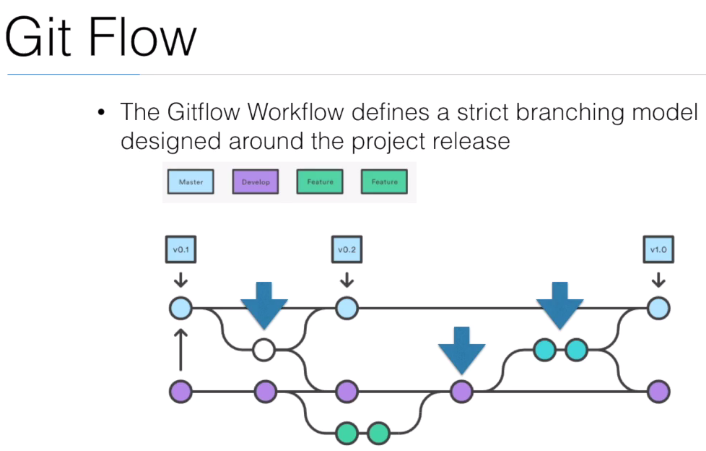 Git Flow
• The Gitflow Workflow defines a strict branching model
designed around the project release
Master Develop Feature Feature
v0.1 v0.2 v1.0